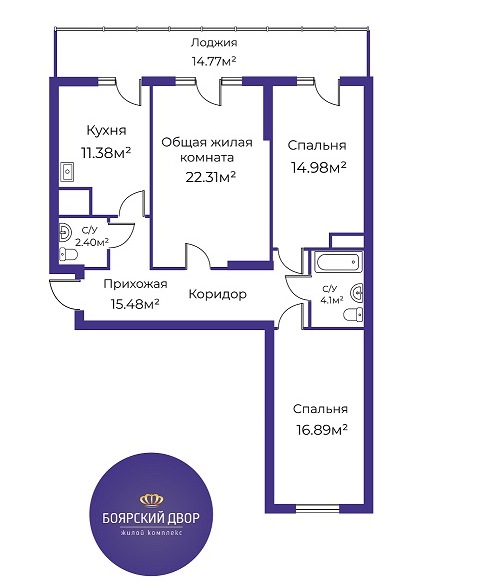 Лоджия
14.77м²
Кухня
11.38м²
Общая жилая
комната
22.31м²
Спальня
14.98м²
С/У
2.40м²
Прихожая
15.48м²
Коридор
С/У
4.1м²
Спальня
16.89м²
БОЯРСКИЙ ДВОР
жилой комплекс